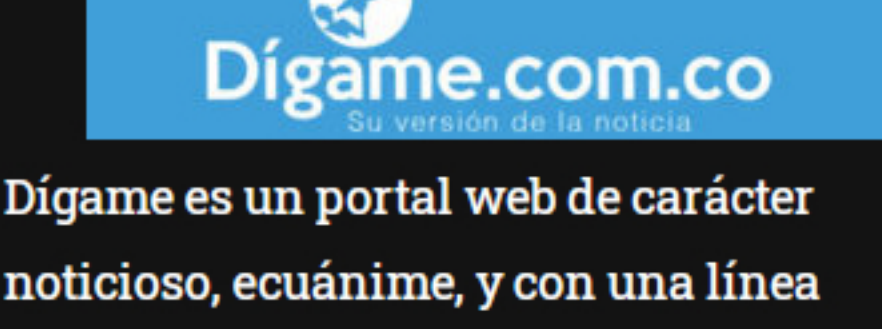 Dígame.com.co
Su versión de la noticia
Dígame es un portal web de carácter
noticioso, ecuánime, y con una línea